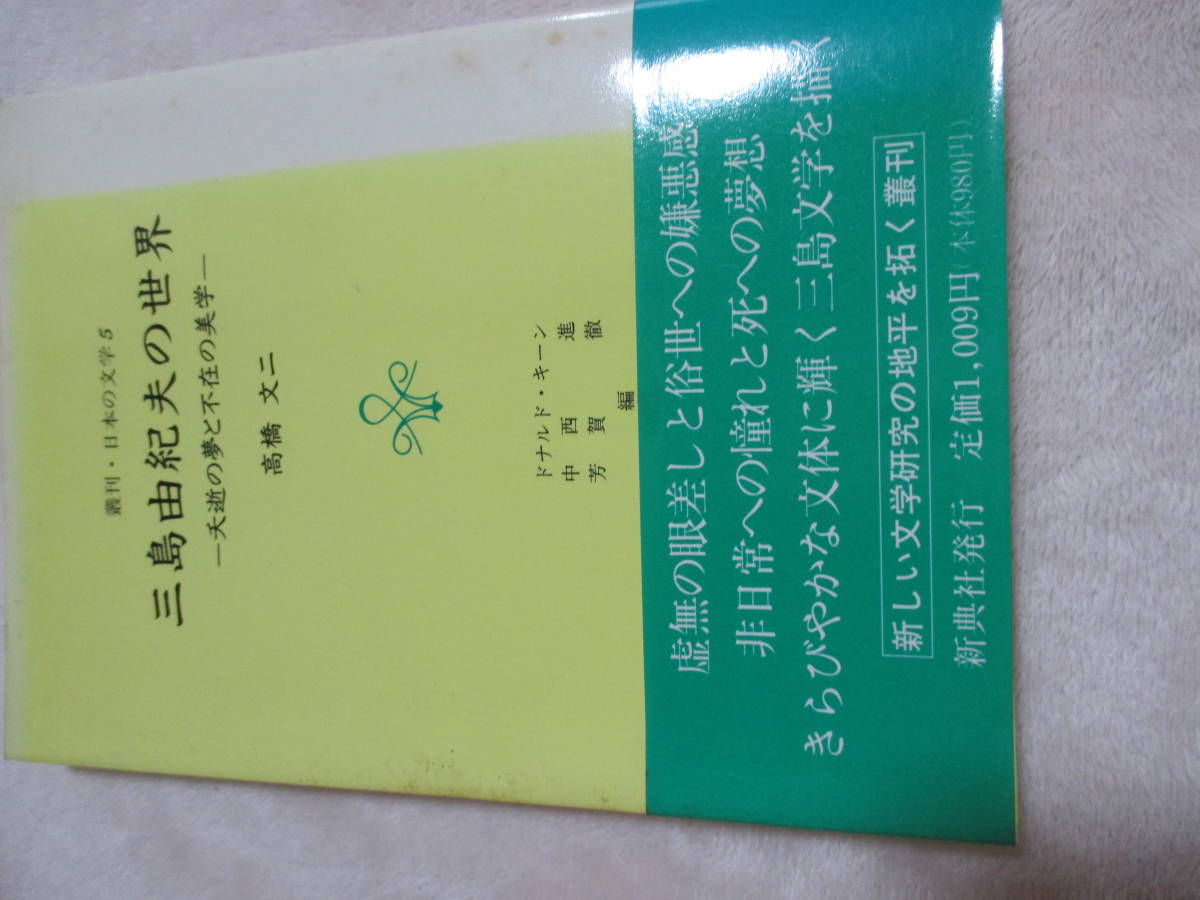 叢刊・日本の文学5
三島由紀夫の世界
―夭逝の夢と不在の美学―
高橋 文二
ドナルド・キーン
中西 進
芳賀 徹
編
虚無の眼差しと俗世への嫌悪感
非日常への憧れと死への夢想
きらびやかな文体に輝く三島文学を描く
新しい文学研究の地平を拓く叢刊
新典社発行 定価1,009円(本体980円)